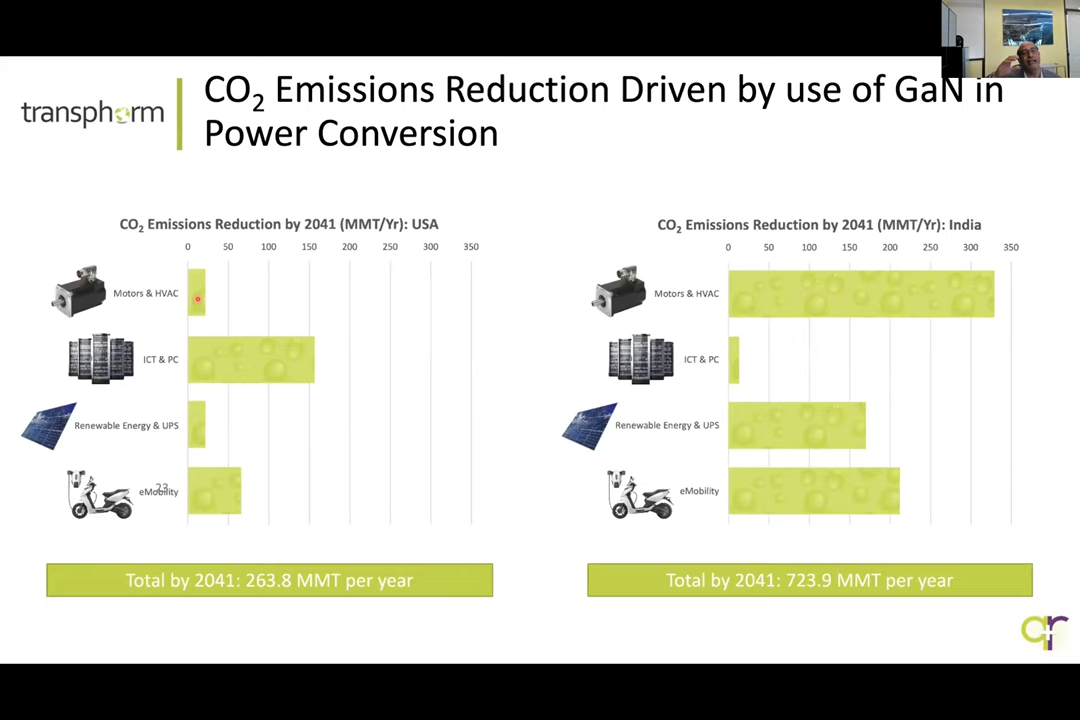 transphorm
CO₂ Emissions Reduction Driven by use of GaN in
Power Conversion
CO₂ Emissions Reduction by 2041 (MMT/Yr): USA
0 50 100 150 200 250 300 350
Motors & HVAC
ICT & PC
Renewable Energy & UPS
eMobility
23
Total by 2041: 263.8 MMT per year
CO₂ Emissions Reduction by 2041 (MMT/Yr): India
0 50 100 150 200 250 300 350
Motors & HVAC
ICT & PC
Renewable Energy & UPS
eMobility
Total by 2041: 723.9 MMT per year